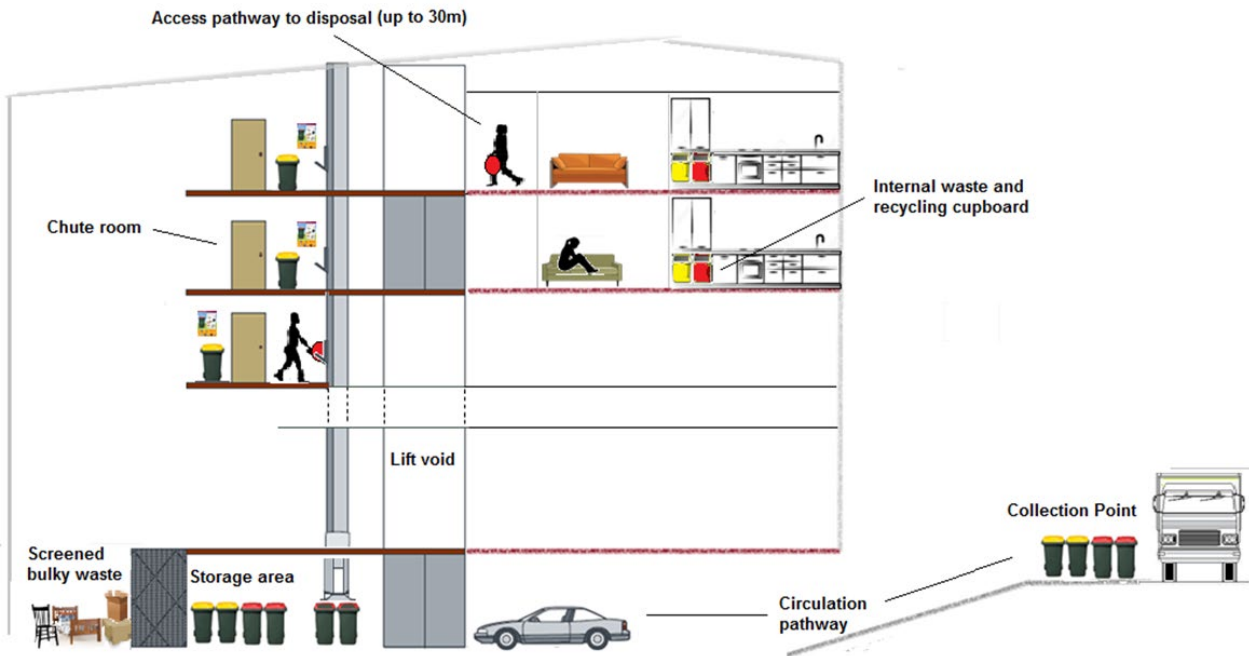 Access pathway to disposal (up to 30m)
Internal waste and
recycling cupboard
Chute room
Lift void
Collection Point
Screened
bulky waste
Storage area
Circulation
pathway